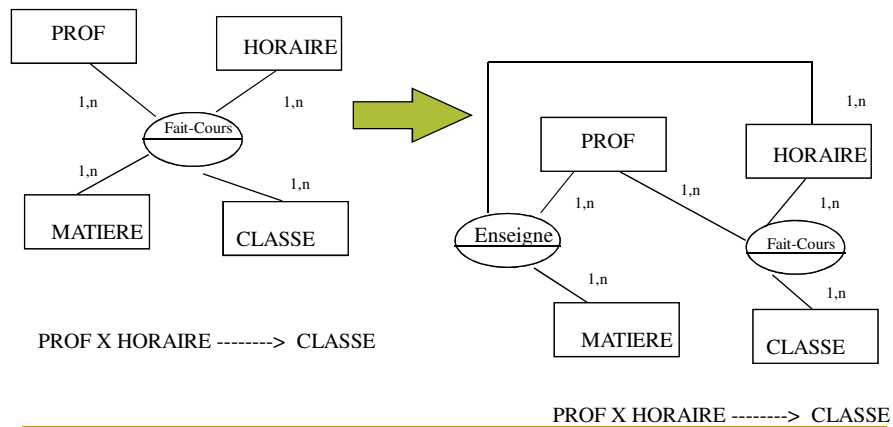 PROF
HORAIRE
1,n
1,n
Fait-Cours
1,n
1,n
MATIERE
CLASSE
PROF X HORAIRE --------> CLASSE
1,n
PROF
HORAIRE
1,n
1,n
1,n
Enseigne
Fait-Cours
1,n
1,n
MATIERE
CLASSE
PROF X HORAIRE --------> CLASSE